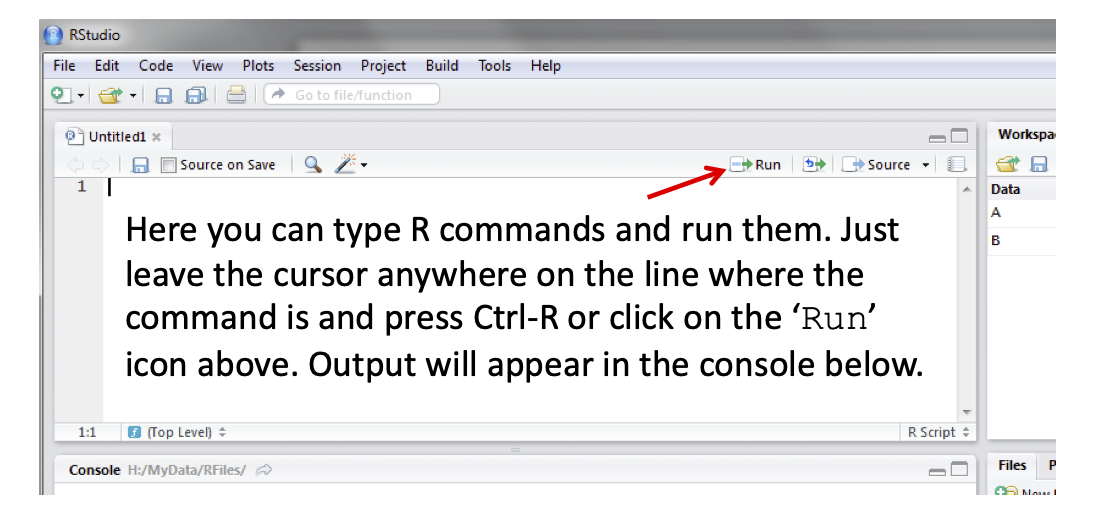 RStudio
File Edit Code View Plots Session Project Build Tools Help
Go to file/function
Untitled1
Source on Save Run Source
1
Here you can type R commands and run them. Just
leave the cursor anywhere on the line where the
command is and press Ctrl-R or click on the ‘Run’
icon above. Output will appear in the console below.
1:1 (Top Level) R Script
Console H:/MyData/RFiles/
Workspa
Data
A
B
Files P
New